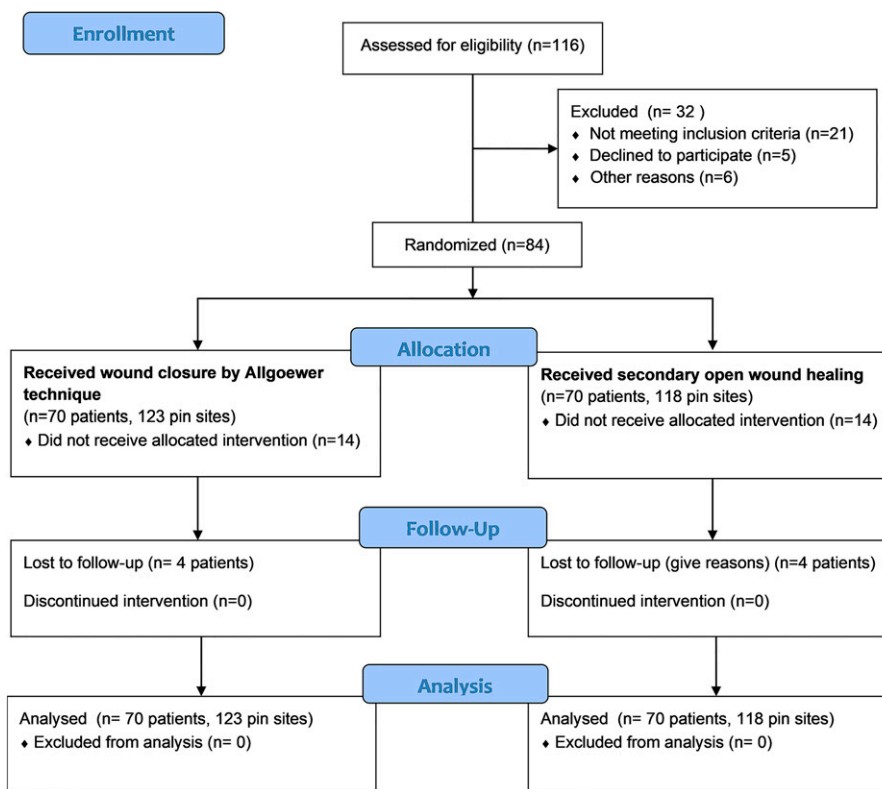 Enrollment
Assessed for eligibility (n=116)
Excluded (n= 32 )
♦ Not meeting inclusion criteria (n=21)
♦ Declined to participate (n=5)
♦ Other reasons (n=6)
Randomized (n=84)
Allocation
Received wound closure by Allgoewer
technique
(n=70 patients, 123 pin sites)
♦ Did not receive allocated intervention (n=14)
Received secondary open wound healing
(n=70 patients, 118 pin sites)
♦ Did not receive allocated intervention (n=14)
Follow-Up
Lost to follow-up (n= 4 patients)
Discontinued intervention (n=0)
Lost to follow-up (give reasons) (n=4 patients)
Discontinued intervention (n=0)
Analysis
Analysed (n= 70 patients, 123 pin sites)
♦ Excluded from analysis (n= 0)
Analysed (n= 70 patients, 118 pin sites)
♦ Excluded from analysis (n= 0)